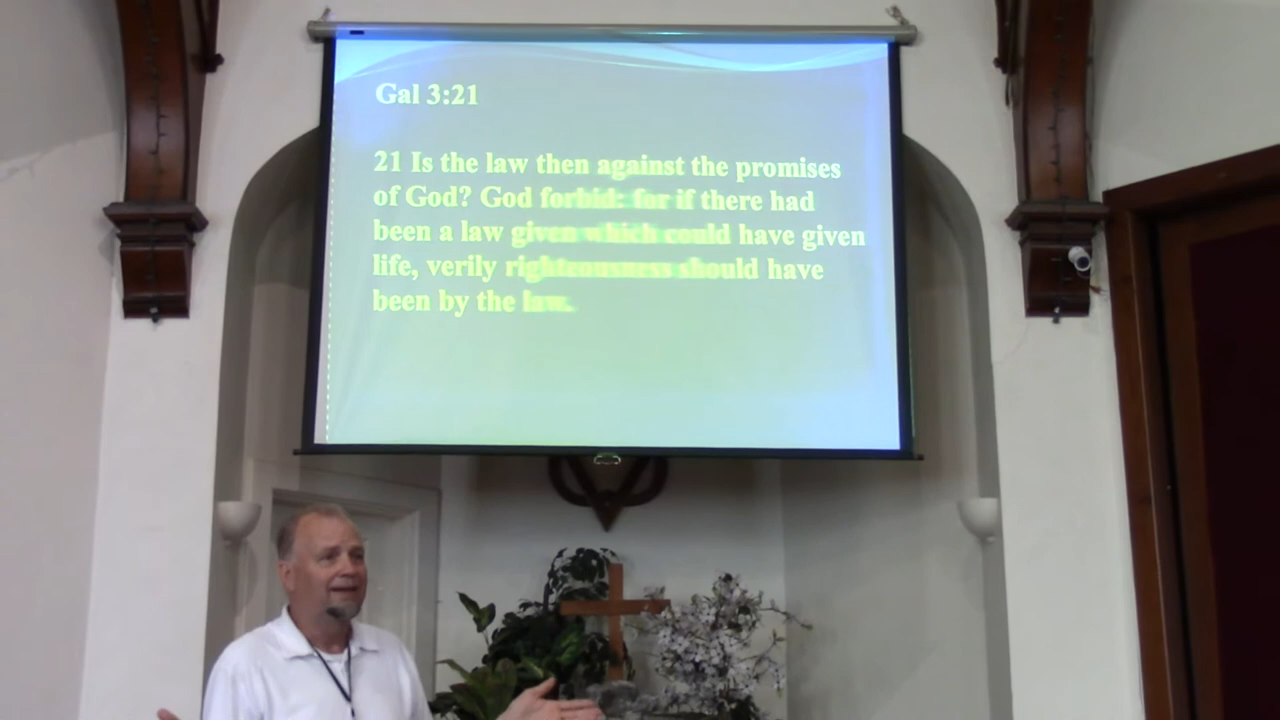 Gal 3:21
21 Is the law then against the promises
of God? God forbid: for if there had
been a law given which could have given
life, verily righteousness should have
been by the law.